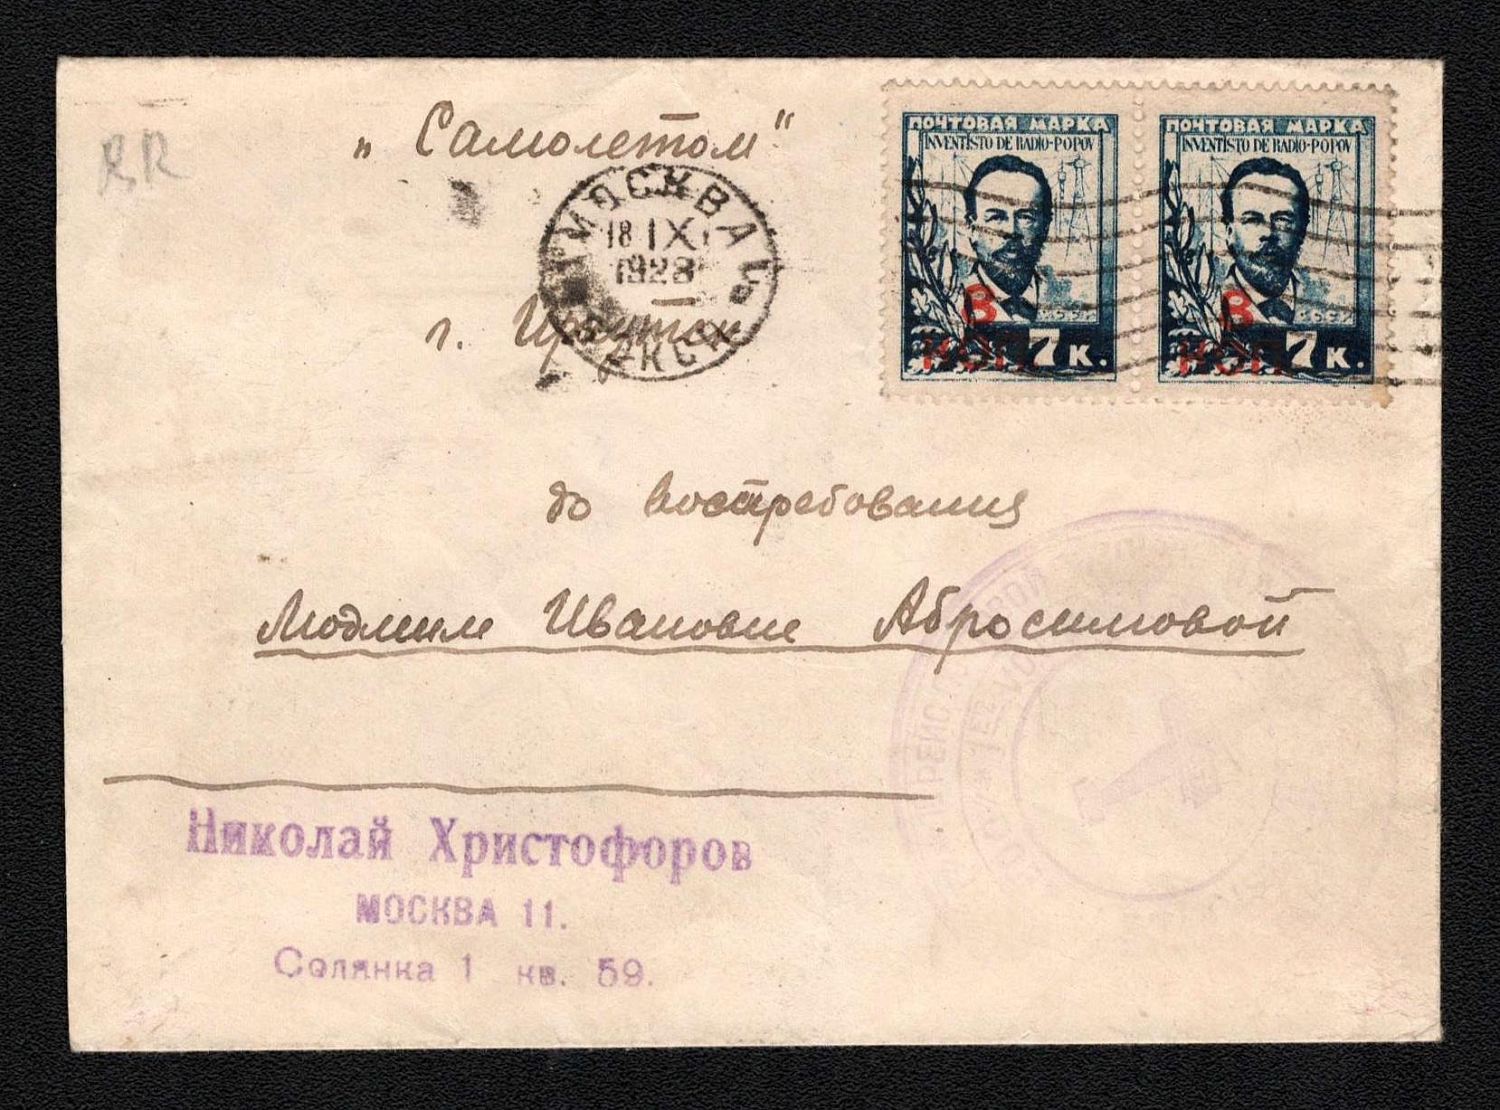 „Самолетом"
ПОЧТОВАЯ МАРКА ПОЧТОВАЯ МАРКА
INVENTISTO DE RADIO-POPOV INVENTISTO DE RADIO-POPOV
МОСКВА
18 IX
1928
г. Иркутск
8 8
КОП 7 к. КОП 7 к.
до востребования
Людмиле Ивановне Абросимовой
Николай Христофоров
МОСКВА 11.
Солянка 1 кв. 59.